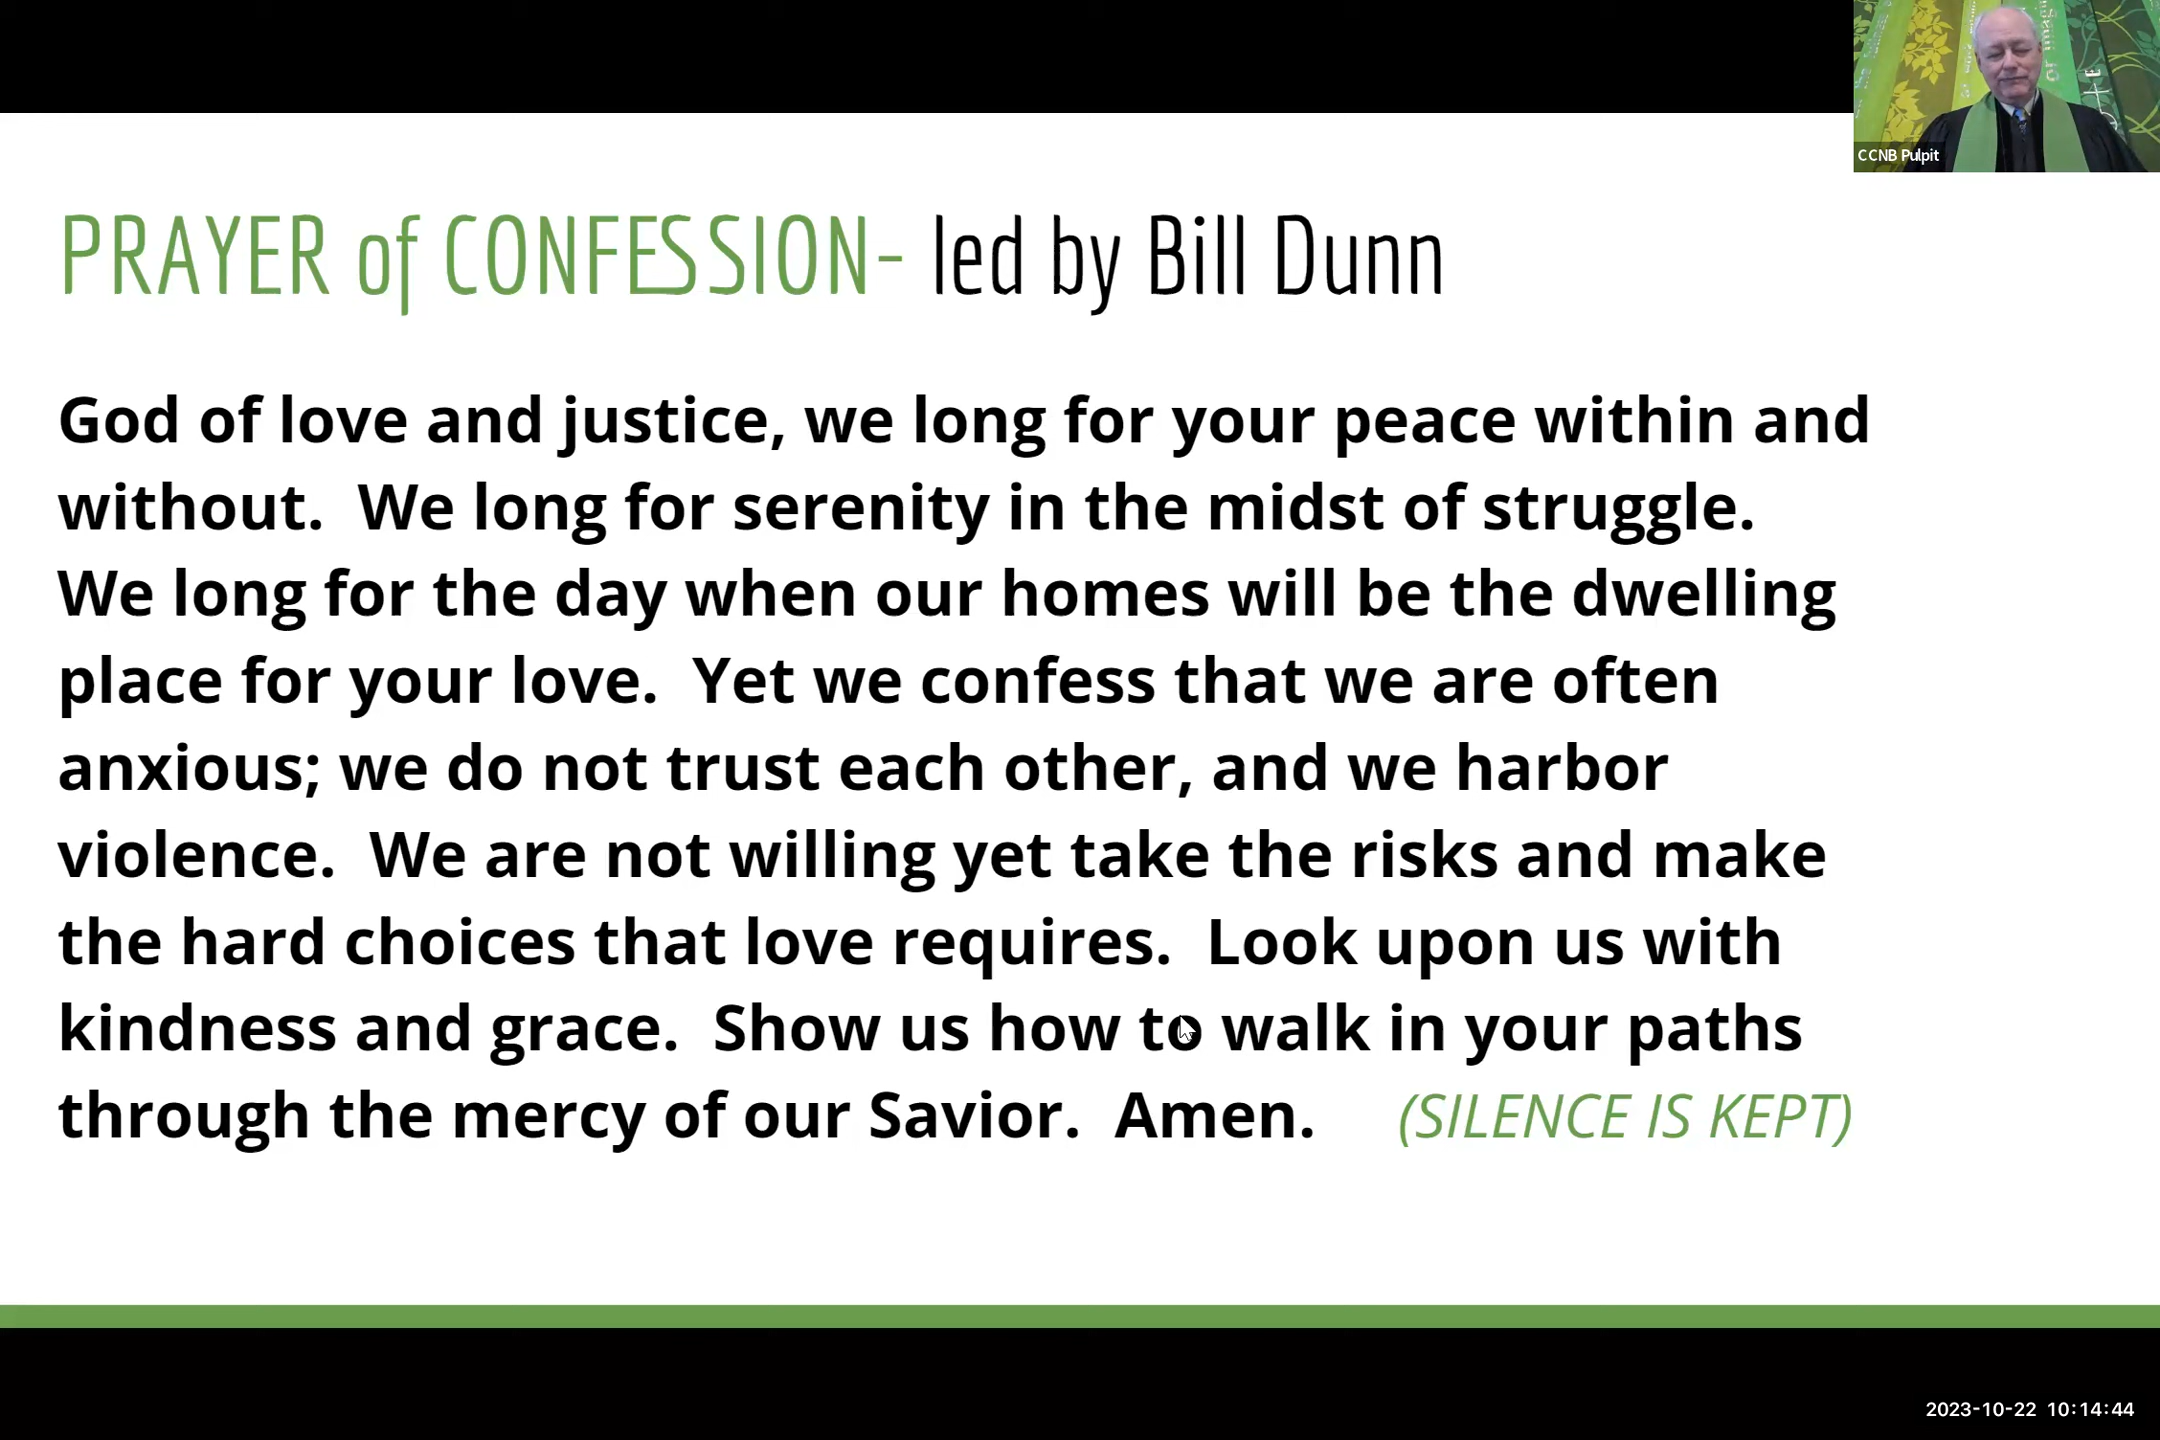 CCNB Pulpit
PRAYER of CONFESSION- led by Bill Dunn
God of love and justice, we long for your peace within and
without.  We long for serenity in the midst of struggle.
We long for the day when our homes will be the dwelling
place for your love.  Yet we confess that we are often
anxious; we do not trust each other, and we harbor
violence.  We are not willing yet take the risks and make
the hard choices that love requires.  Look upon us with
kindness and grace.  Show us how to walk in your paths
through the mercy of our Savior.  Amen.    (SILENCE IS KEPT)
2023-10-22 10:14:44